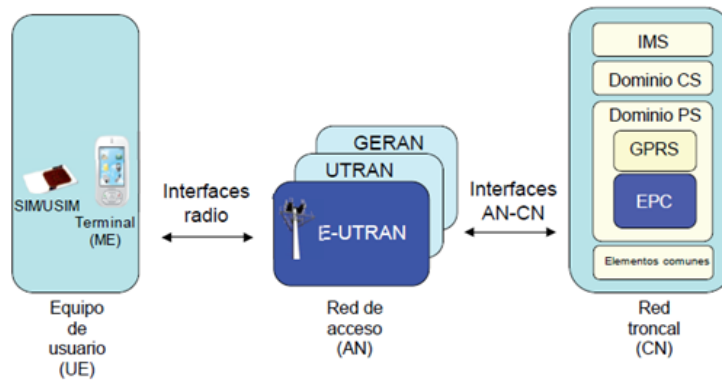 SIM/USIM
Terminal
(ME)
Equipo
de
usuario
(UE)
Interfaces
radio
GERAN
UTRAN
E-UTRAN
Red de
acceso
(AN)
Interfaces
AN-CN
IMS
Dominio CS
Dominio PS
GPRS
EPC
Elementos comunes
Red
troncal
(CN)